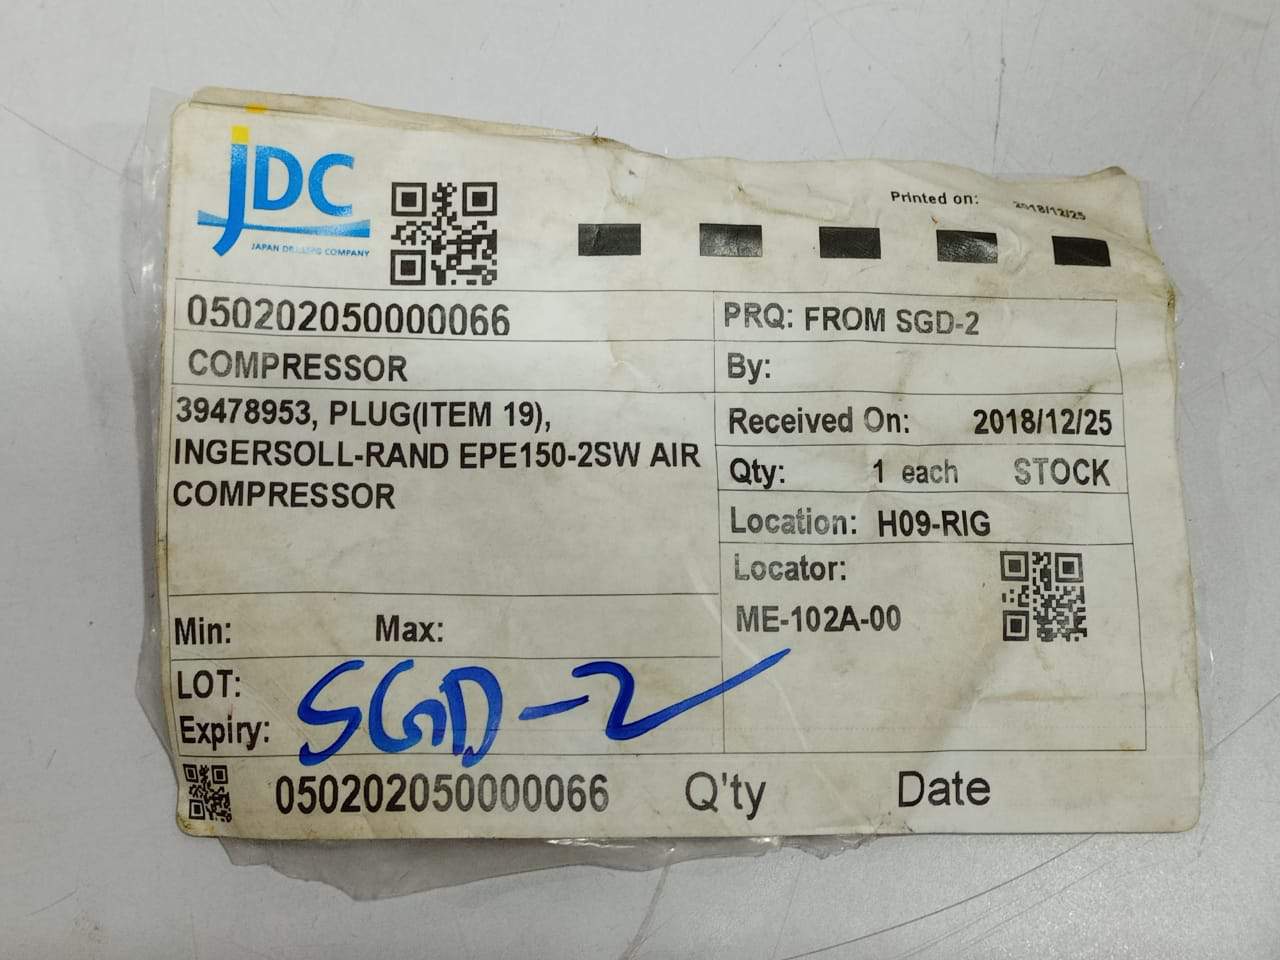 JDC
JAPAN DRILLING COMPANY
Printed on: 2018/12/25
050202050000066
PRQ: FROM SGD-2
COMPRESSOR
By:
39478953, PLUG(ITEM 19),
INGERSOLL-RAND EPE150-2SW AIR
COMPRESSOR
Received On: 2018/12/25
Qty: 1 each STOCK
Location: H09-RIG
Locator:
ME-102A-00
Min: Max:
LOT:
Expiry:
SGD-2
050202050000066 Q'ty Date